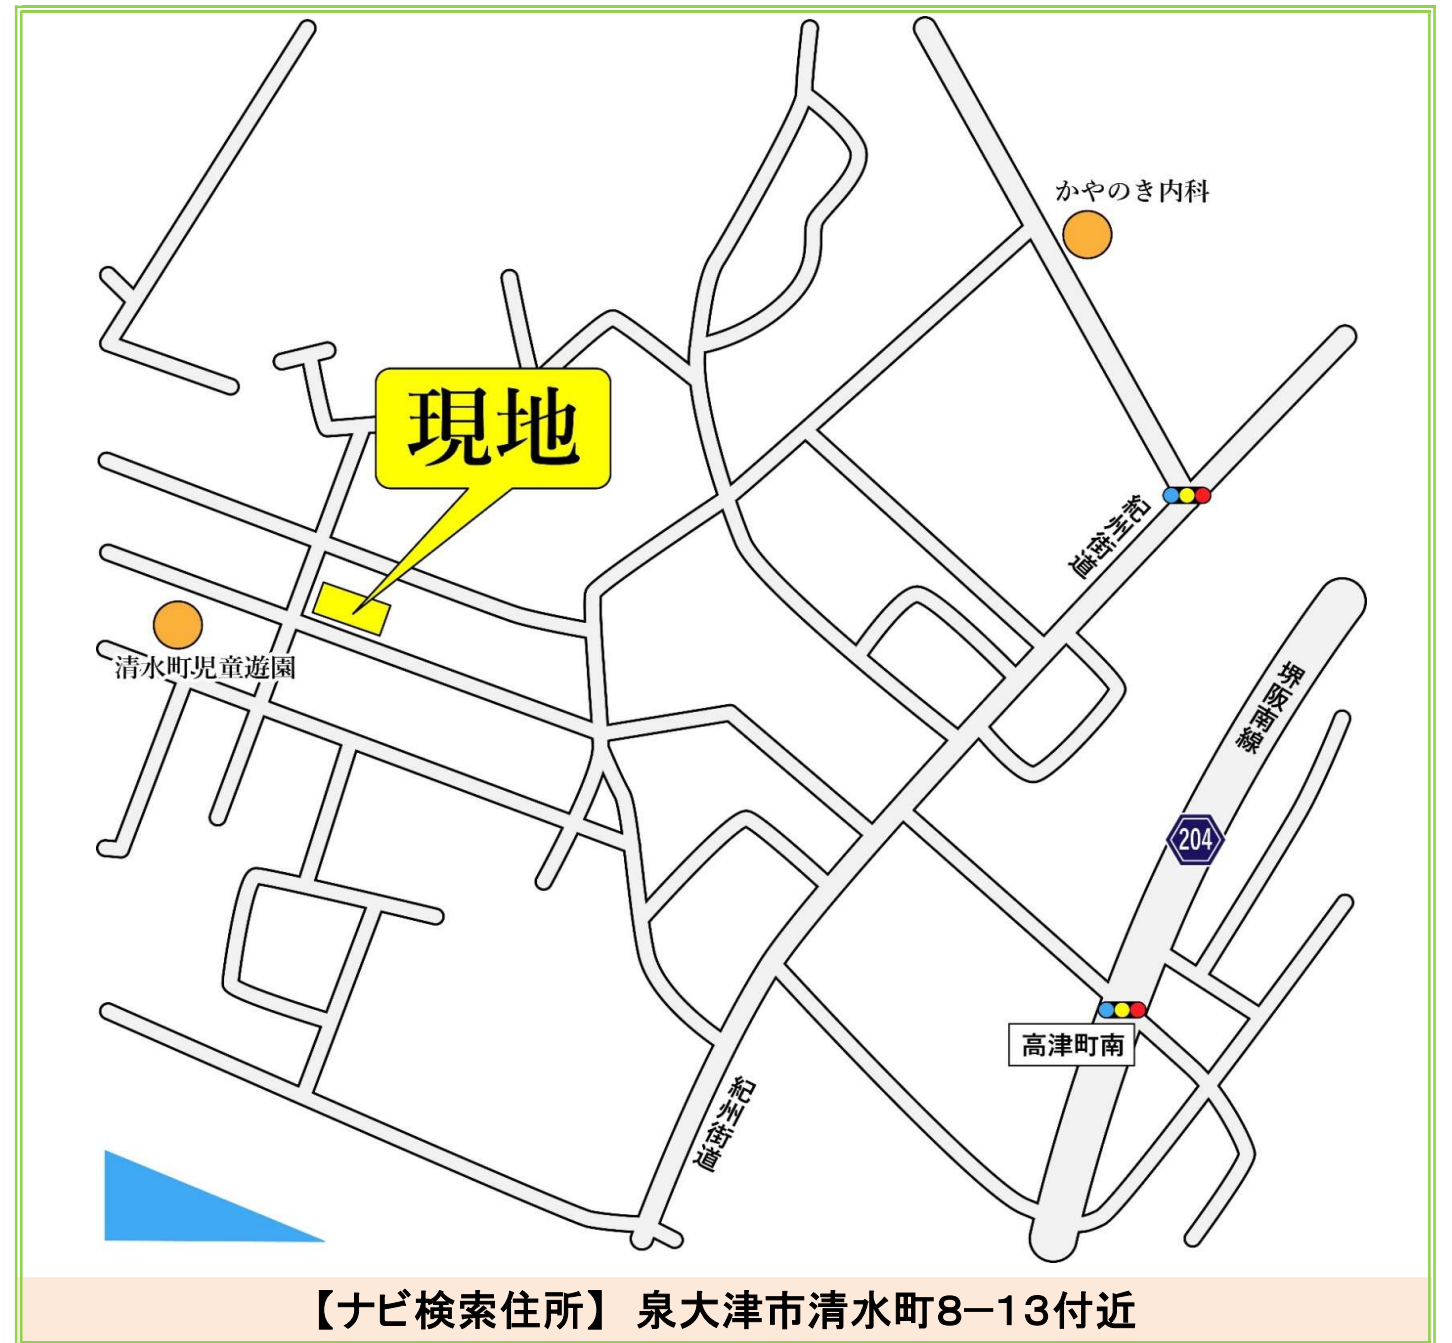 かやのき内科
現地
紀州街道
清水町児童遊園
堺阪南線
204
高津町南
紀州街道
【ナビ検索住所】 泉大津市清水町８−１３付近